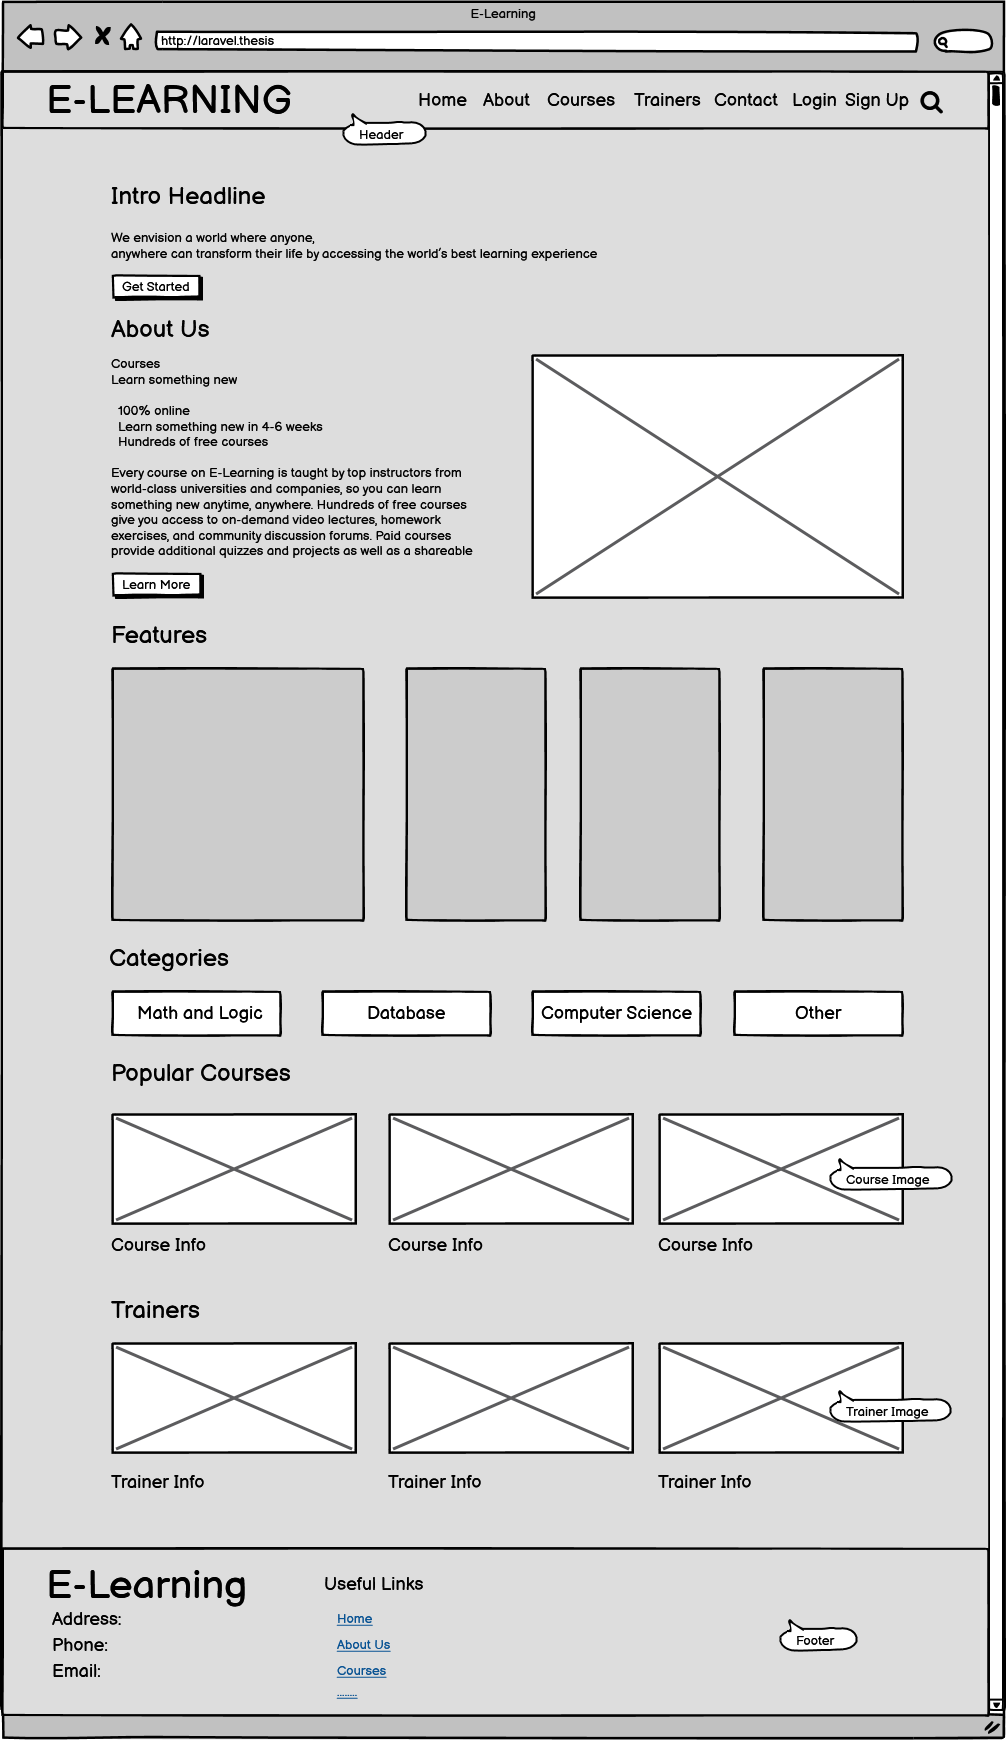 E-Learning
http://laravel.thesis
E-LEARNING
Home About Courses Trainers Contact Login Sign Up
Header
Intro Headline
We envision a world where anyone,
anywhere can transform their life by accessing the world's best learning experience
Get Started
About Us
Courses
Learn something new
100% online
Learn something new in 4-6 weeks
Hundreds of free courses
Every course on E-Learning is taught by top instructors from
world-class universities and companies, so you can learn
something new anytime, anywhere. Hundreds of free courses
give you access to on-demand video lectures, homework
exercises, and community discussion forums. Paid courses
provide additional quizzes and projects as well as a shareable
Learn More
Features
Categories
Math and Logic Database Computer Science Other
Popular Courses
Course Image
Course Info Course Info Course Info
Trainers
Trainer Image
Trainer Info Trainer Info Trainer Info
E-Learning
Address:
Phone:
Email:
Useful Links
Home
About Us
Courses
........
Footer